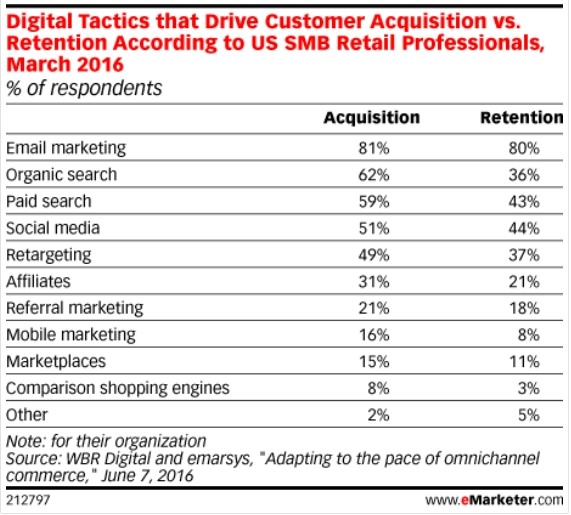 Digital Tactics that Drive Customer Acquisition vs.
Retention According to US SMB Retail Professionals,
March 2016
% of respondents
Acquisition Retention
Email marketing 81% 80%
Organic search 62% 36%
Paid search 59% 43%
Social media 51% 44%
Retargeting 49% 37%
Affiliates 31% 21%
Referral marketing 21% 18%
Mobile marketing 16% 8%
Marketplaces 15% 11%
Comparison shopping engines 8% 3%
Other 2% 5%
Note: for their organization
Source: WBR Digital and emarsys, "Adapting to the pace of omnichannel
commerce," June 7, 2016
212797 www.eMarketer.com